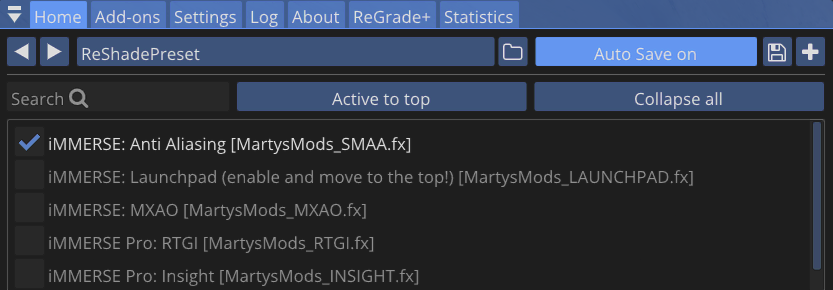 Home Add-ons Settings Log About ReGrade+ Statistics
ReShadePreset Auto Save on
Search Active to top Collapse all
iMMERSE: Anti Aliasing [MartysMods_SMAA.fx]
iMMERSE: Launchpad (enable and move to the top!) [MartysMods_LAUNCHPAD.fx]
iMMERSE: MXAO [MartysMods_MXAO.fx]
iMMERSE Pro: RTGI [MartysMods_RTGI.fx]
iMMERSE Pro: Insight [MartysMods_INSIGHT.fx]